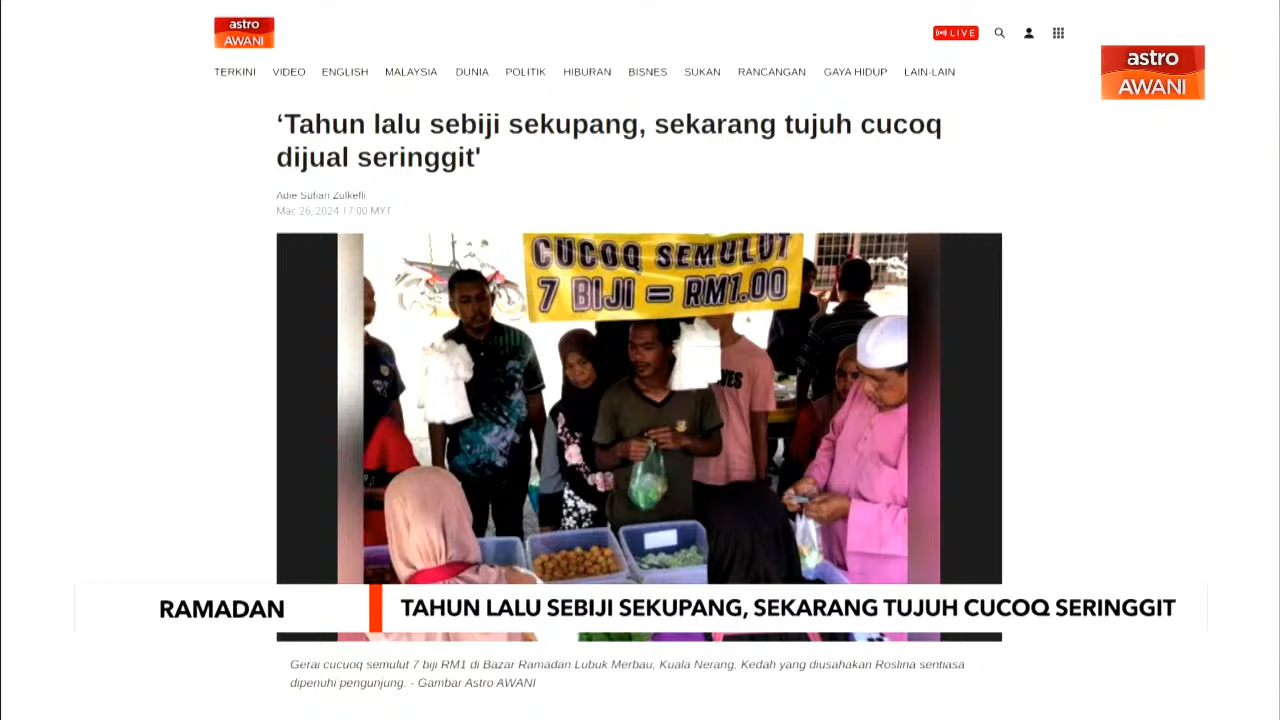 astro
AWANI
LIVE
astro
AWANI
TERKINI VIDEO ENGLISH MALAYSIA DUNIA POLITIK HIBURAN BISNES SUKAN RANCANGAN GAYA HIDUP LAIN-LAIN
‘Tahun lalu sebiji sekupang, sekarang tujuh cucoq
dijual seringgit'
Adie Sufian Zulkefli
Mac 26, 2024 17:00 MYT
CUCOQ SEMULUT
7 BIJI = RM1.00
RAMADAN
TAHUN LALU SEBIJI SEKUPANG, SEKARANG TUJUH CUCOQ SERINGGIT
Gerai cucuoq semulut 7 biji RM1 di Bazar Ramadan Lubuk Merbau, Kuala Nerang, Kedah yang diusahakan Roslina sentiasa
dipenuhi pengunjung. - Gambar Astro AWANI